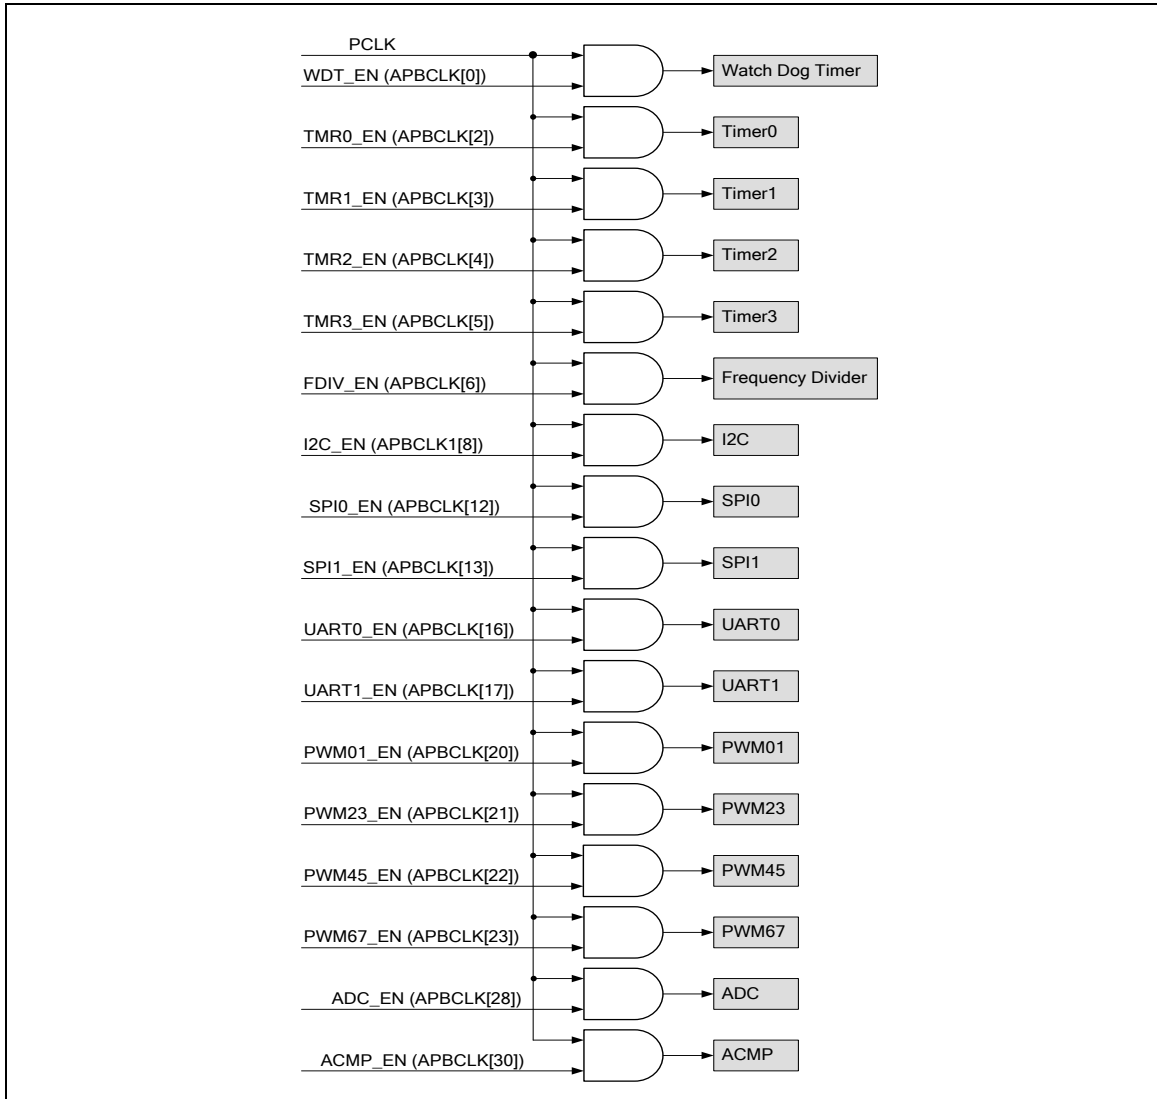 PCLK
WDT_EN (APBCLK[0])
Watch Dog Timer
TMR0_EN (APBCLK[2])
Timer0
TMR1_EN (APBCLK[3])
Timer1
TMR2_EN (APBCLK[4])
Timer2
TMR3_EN (APBCLK[5])
Timer3
FDIV_EN (APBCLK[6])
Frequency Divider
I2C_EN (APBCLK1[8])
I2C
SPI0_EN (APBCLK[12])
SPI0
SPI1_EN (APBCLK[13])
SPI1
UART0_EN (APBCLK[16])
UART0
UART1_EN (APBCLK[17])
UART1
PWM01_EN (APBCLK[20])
PWM01
PWM23_EN (APBCLK[21])
PWM23
PWM45_EN (APBCLK[22])
PWM45
PWM67_EN (APBCLK[23])
PWM67
ADC_EN (APBCLK[28])
ADC
ACMP_EN (APBCLK[30])
ACMP